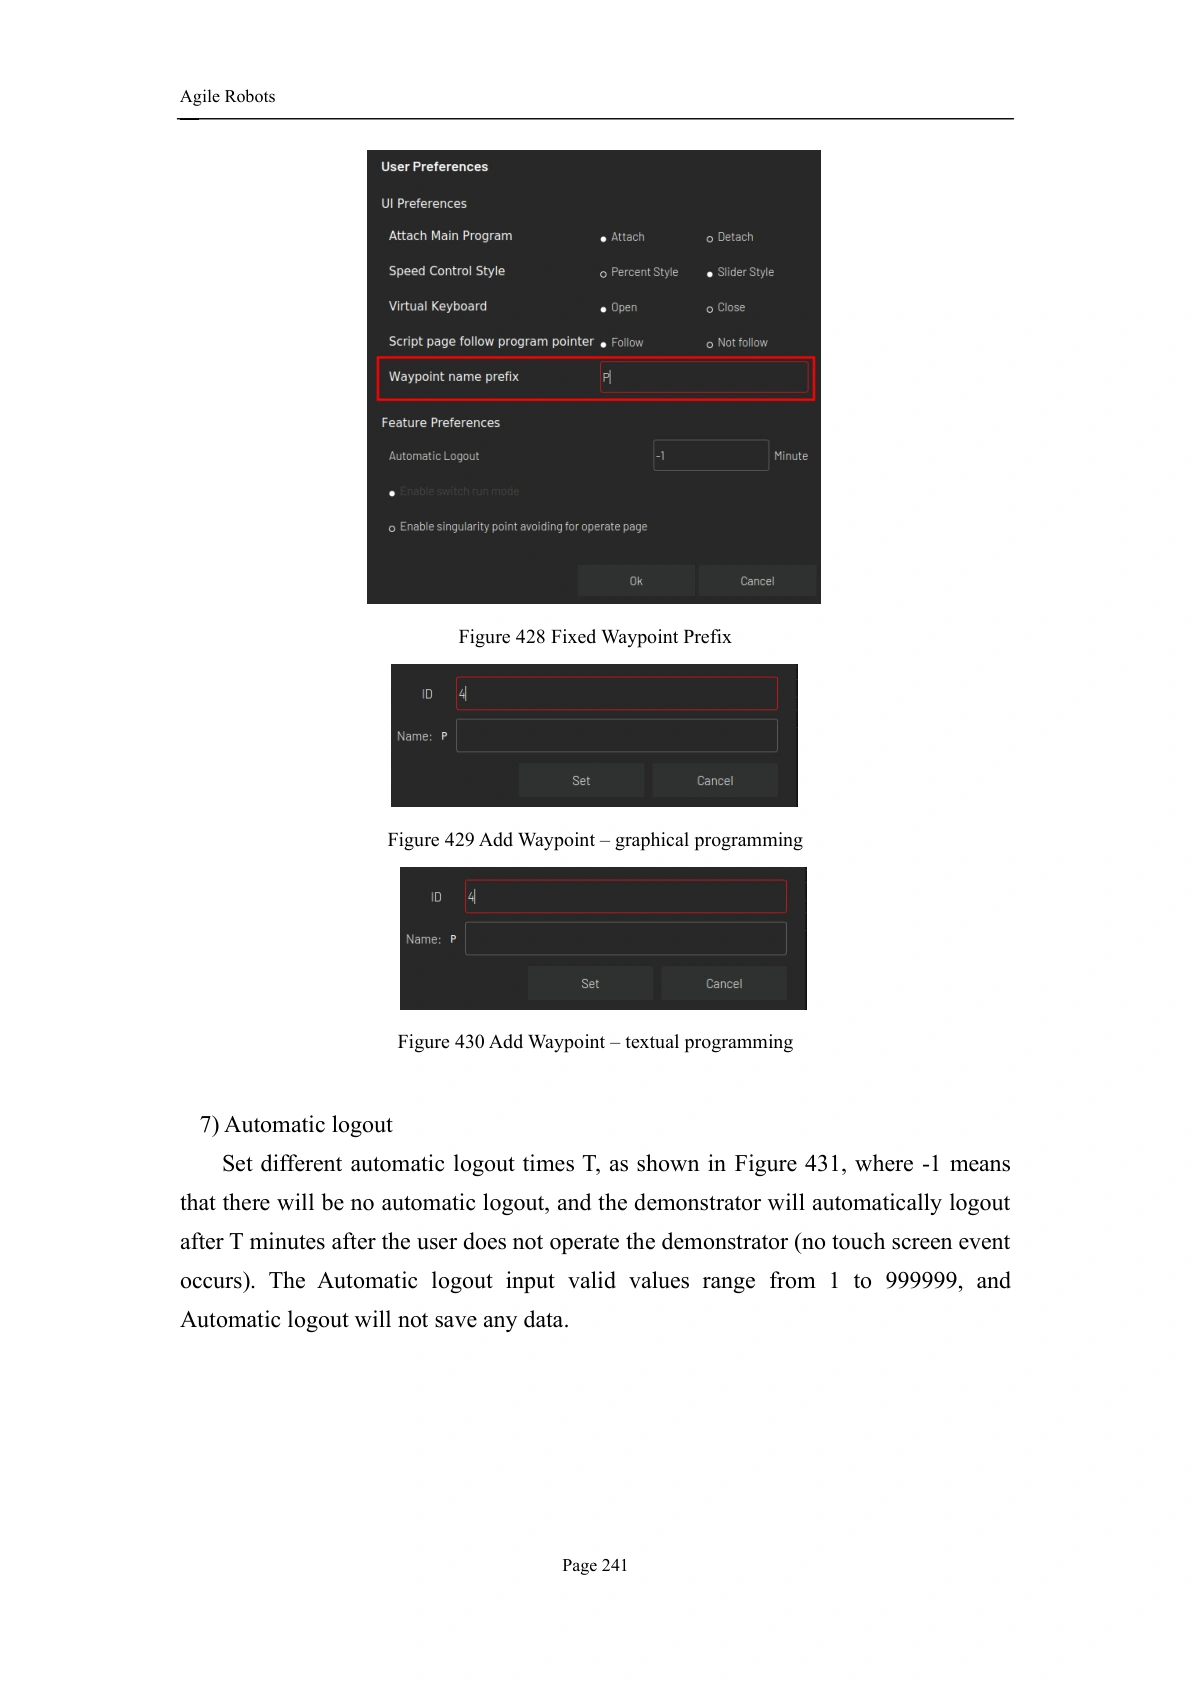 Agile Robots
User Preferences
UI Preferences
Attach Main Program Attach Detach
Speed Control Style Percent Style Slider Style
Virtual Keyboard Open Close
Script page follow program pointer Follow Not follow
Waypoint name prefix P
Feature Preferences
Automatic Logout -1 Minute
Enable switch run mode
Enable singularity point avoiding for operate page
Ok Cancel
Figure 428 Fixed Waypoint Prefix
ID 4
Name: P
Set Cancel
Figure 429 Add Waypoint – graphical programming
ID 4
Name: P
Set Cancel
Figure 430 Add Waypoint – textual programming
7) Automatic logout
Set different automatic logout times T, as shown in Figure 431, where -1 means
that there will be no automatic logout, and the demonstrator will automatically logout
after T minutes after the user does not operate the demonstrator (no touch screen event
occurs). The Automatic logout input valid values range from 1 to 999999, and
Automatic logout will not save any data.
Page 241